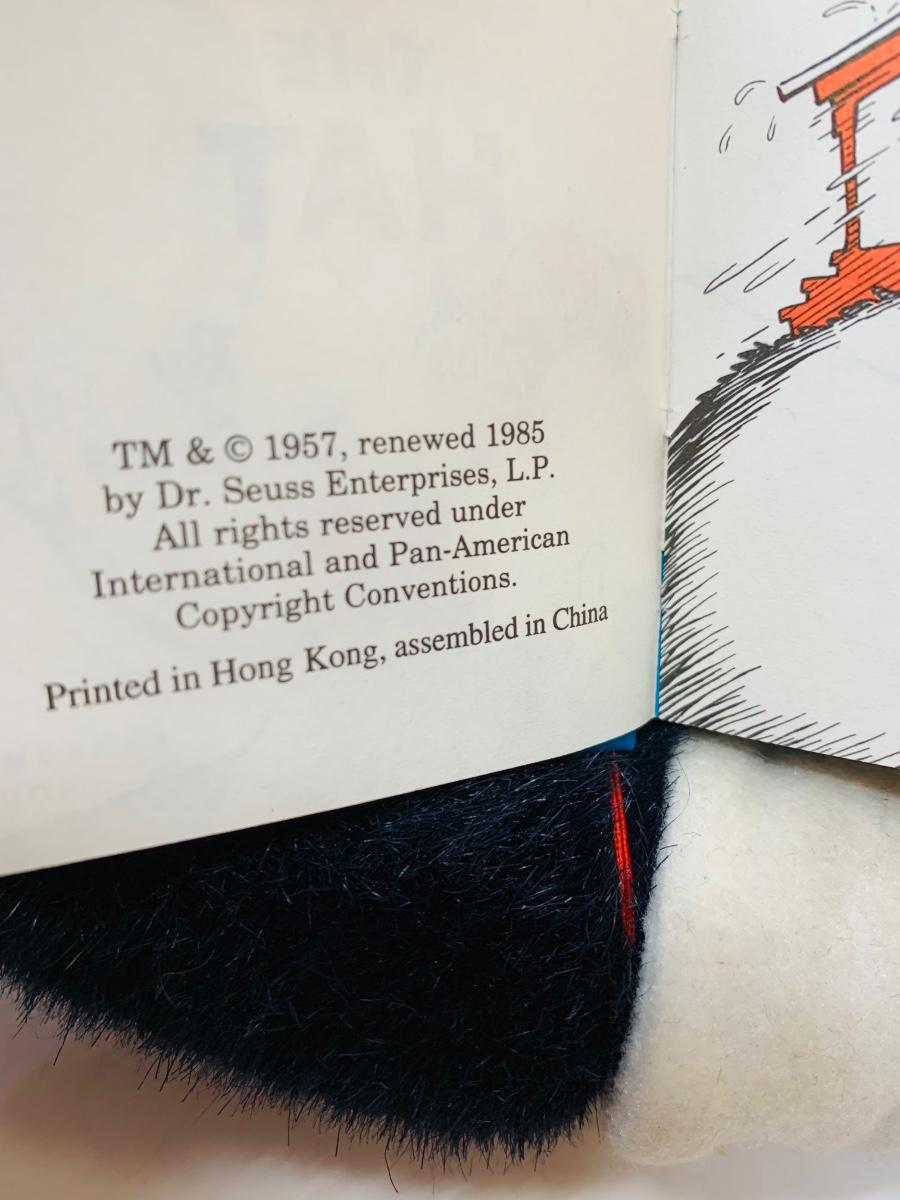 TM & © 1957, renewed 1985
by Dr. Seuss Enterprises, L.P.
All rights reserved under
International and Pan-American
Copyright Conventions.
Printed in Hong Kong, assembled in China